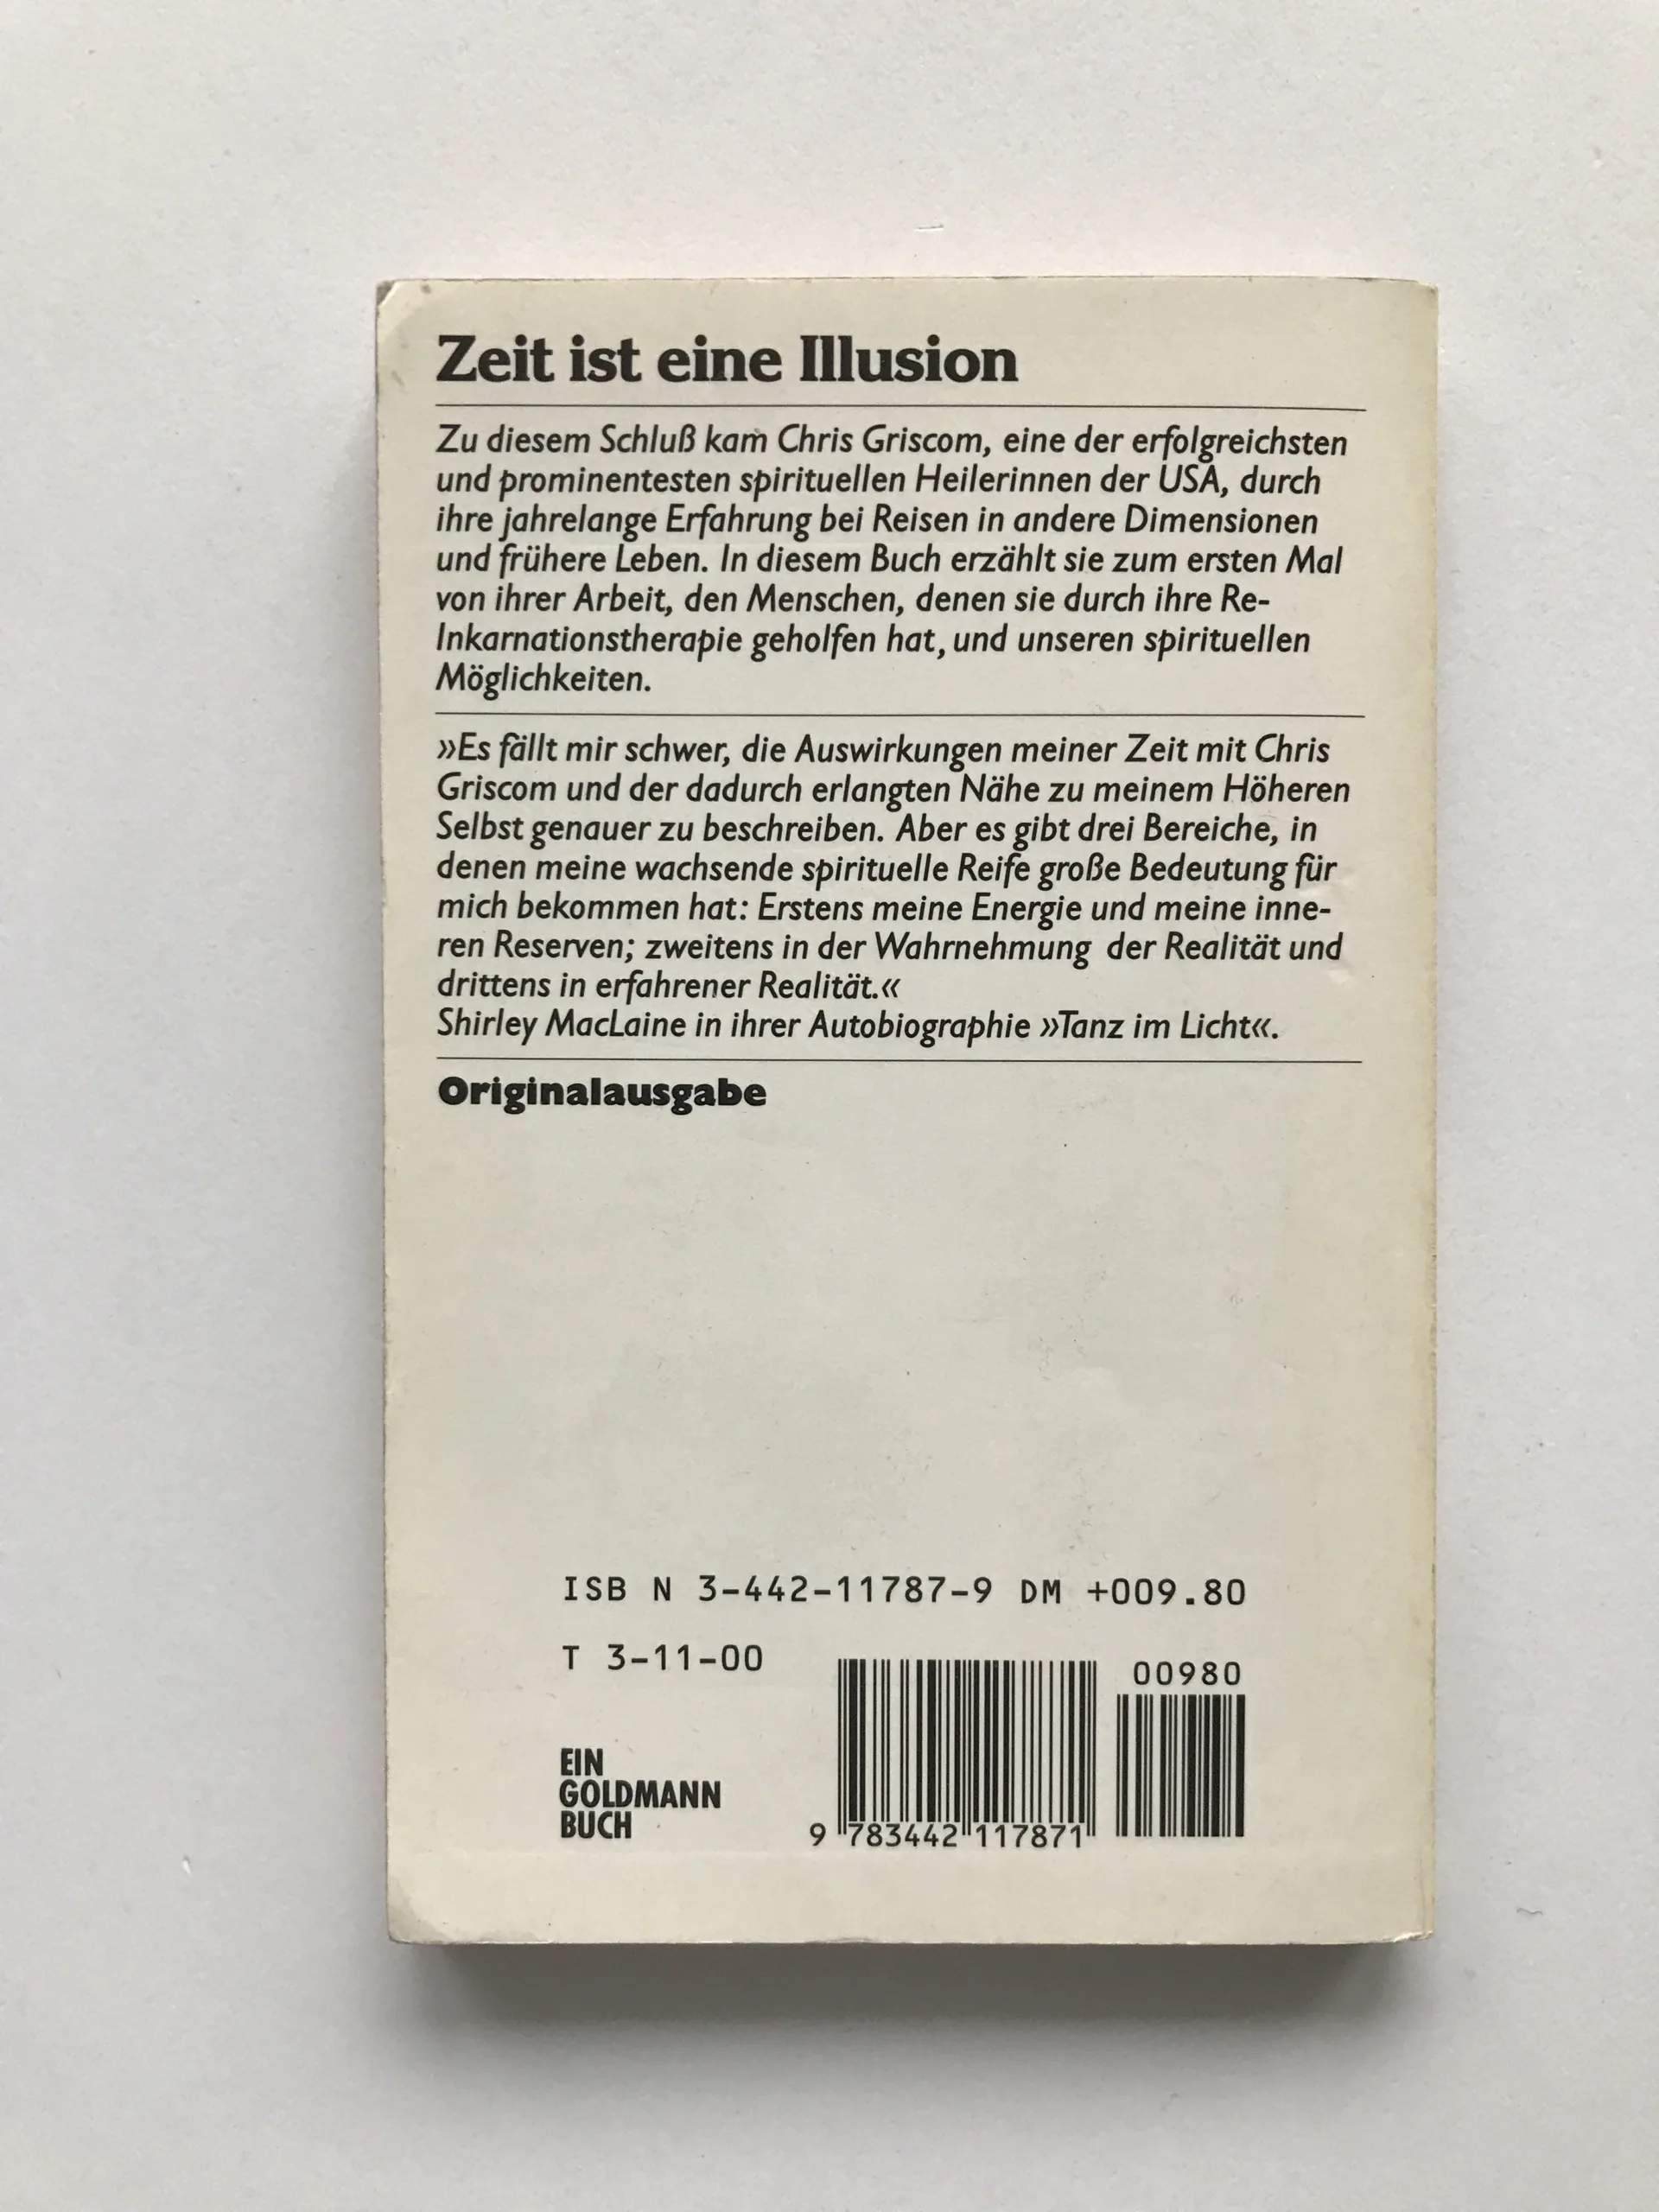 Zeit ist eine Illusion
Zu diesem Schluß kam Chris Griscom, eine der erfolgreichsten
und prominentesten spirituellen Heilerinnen der USA, durch
ihre jahrelange Erfahrung bei Reisen in andere Dimensionen
und frühere Leben. In diesem Buch erzählt sie zum ersten Mal
von ihrer Arbeit, den Menschen, denen sie durch ihre Re-
Inkarnationstherapie geholfen hat, und unseren spirituellen
Möglichkeiten.
»Es fällt mir schwer, die Auswirkungen meiner Zeit mit Chris
Griscom und der dadurch erlangten Nähe zu meinem Höheren
Selbst genauer zu beschreiben. Aber es gibt drei Bereiche, in
denen meine wachsende spirituelle Reife große Bedeutung für
mich bekommen hat: Erstens meine Energie und meine inne-
ren Reserven; zweitens in der Wahrnehmung der Realität und
drittens in erfahrener Realität.«
Shirley MacLaine in ihrer Autobiographie »Tanz im Licht«.
Originalausgabe
ISB N 3-442-11787-9 DM +009.80
T 3-11-00
00980
EIN
GOLDMANN
BUCH
9 783442 117871